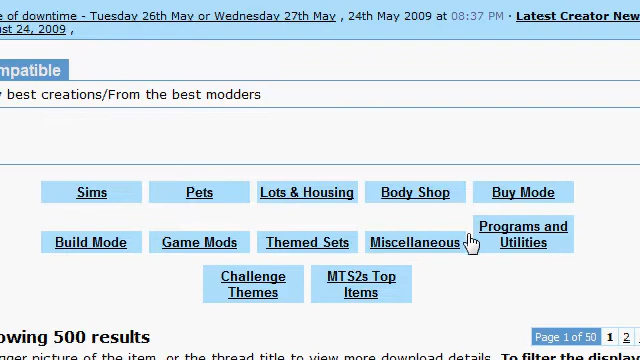 e of downtime - Tuesday 26th May or Wednesday 27th May , 24th May 2009 at 08:37 PM · Latest Creator New
ust 24, 2009 ,
mpatible
y best creations/From the best modders
Sims Pets Lots & Housing Body Shop Buy Mode
Build Mode Game Mods Themed Sets Miscellaneous Programs and Utilities
Challenge Themes MTS2s Top Items
owing 500 results
Page 1 of 50 1 2
gger picture of the item, or the thread title to view more download details. To filter the display